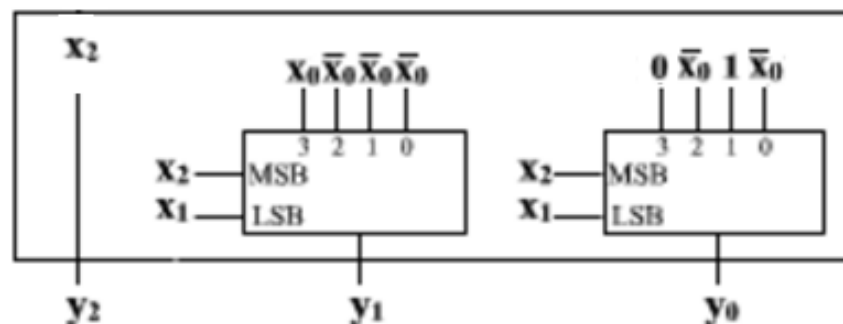 x₂
x₀ x̅₀ x̅₀ x̅₀
0 x̅₀ 1 x̅₀
3 2 1 0
3 2 1 0
x₂ MSB
x₁ LSB
x₂ MSB
x₁ LSB
y₂ y₁ y₀